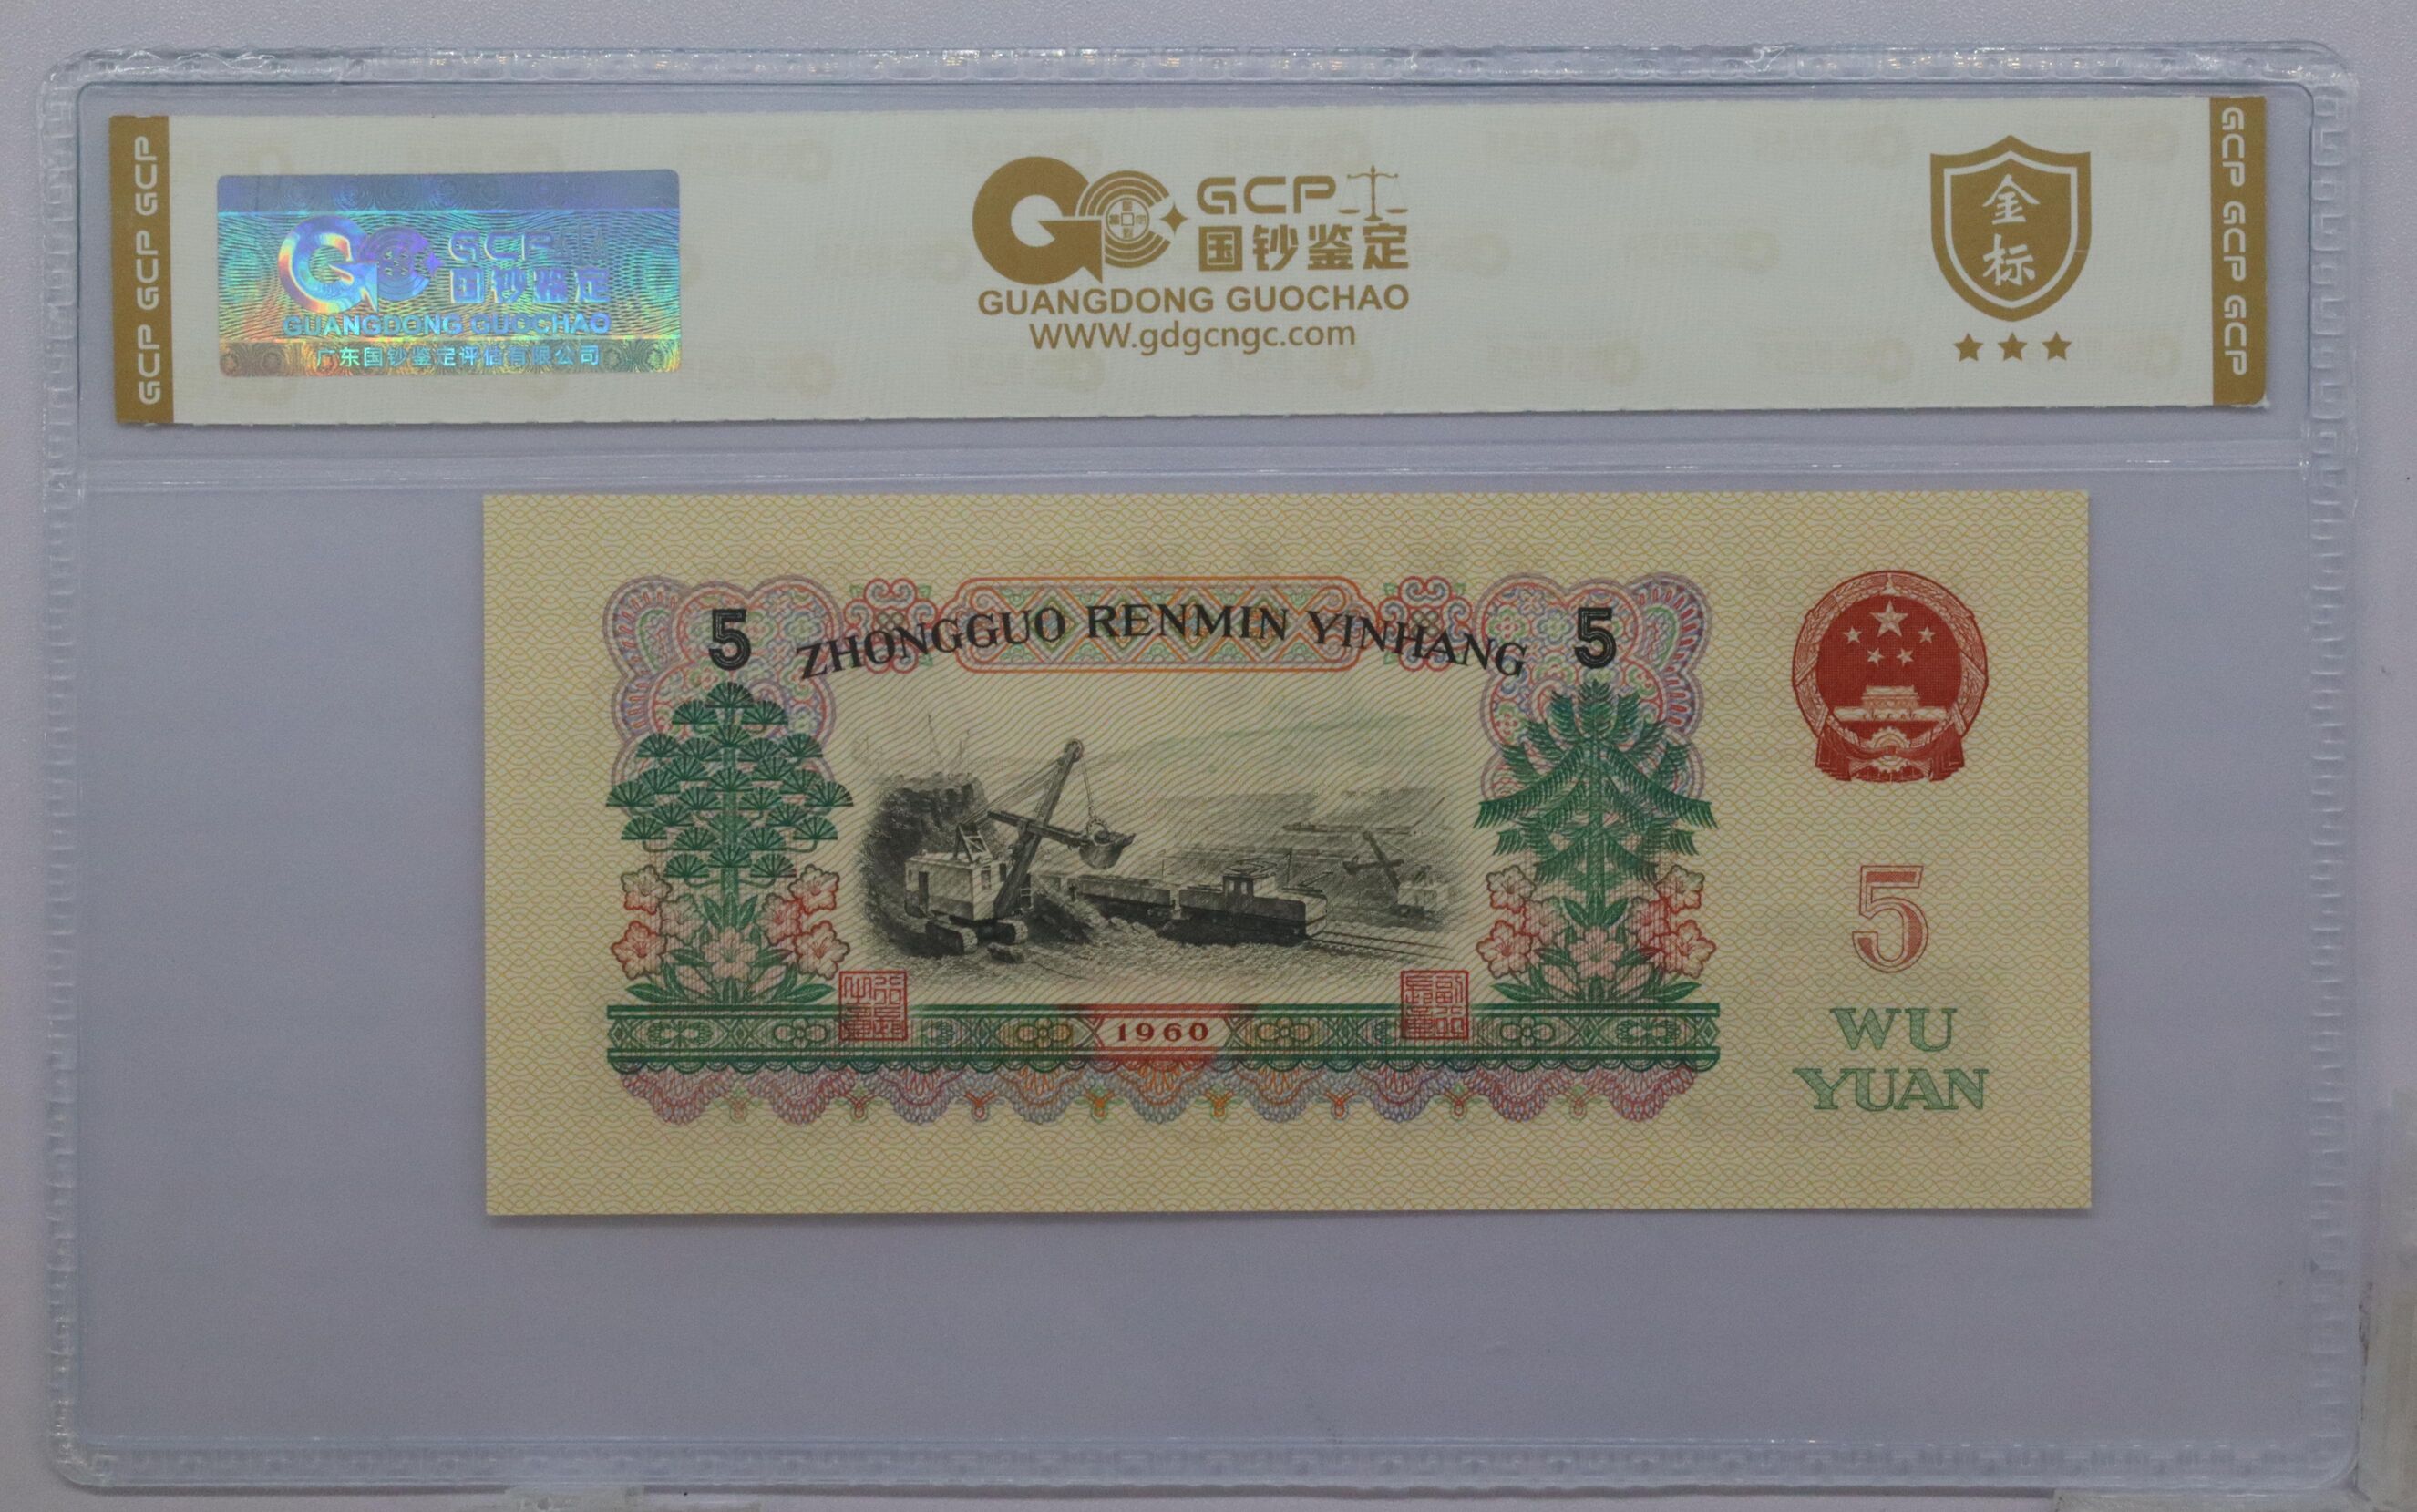 GCP GCP GCP
GCP
国钞鉴定
GUANGDONG GUOCHAO
广东国钞鉴定评估有限公司
GCP
国钞鉴定
GUANGDONG GUOCHAO
WWW.gdgcngc.com
金
标
GCP GCP GCP
5
ZHONGGUO RENMIN YINHANG
5
1960
5
WU
YUAN